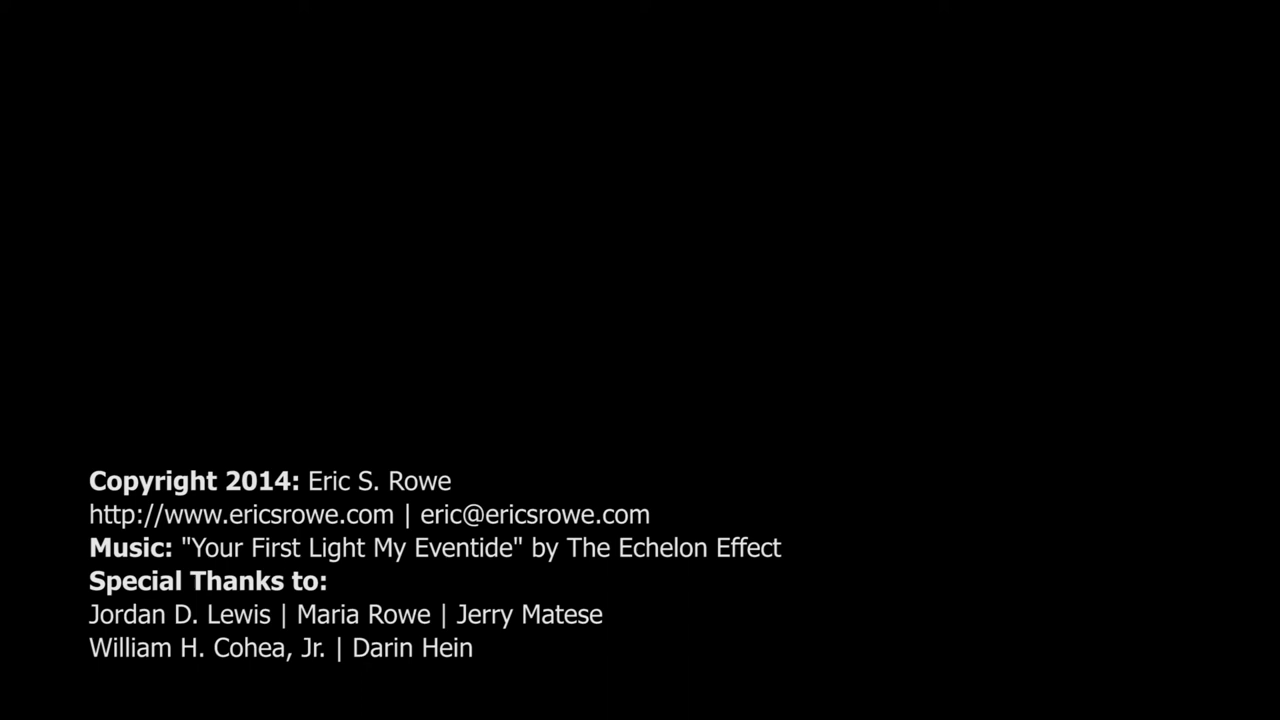 Copyright 2014: Eric S. Rowe
http://www.ericsrowe.com | eric@ericsrowe.com
Music: "Your First Light My Eventide" by The Echelon Effect
Special Thanks to:
Jordan D. Lewis | Maria Rowe | Jerry Matese
William H. Cohea, Jr. | Darin Hein